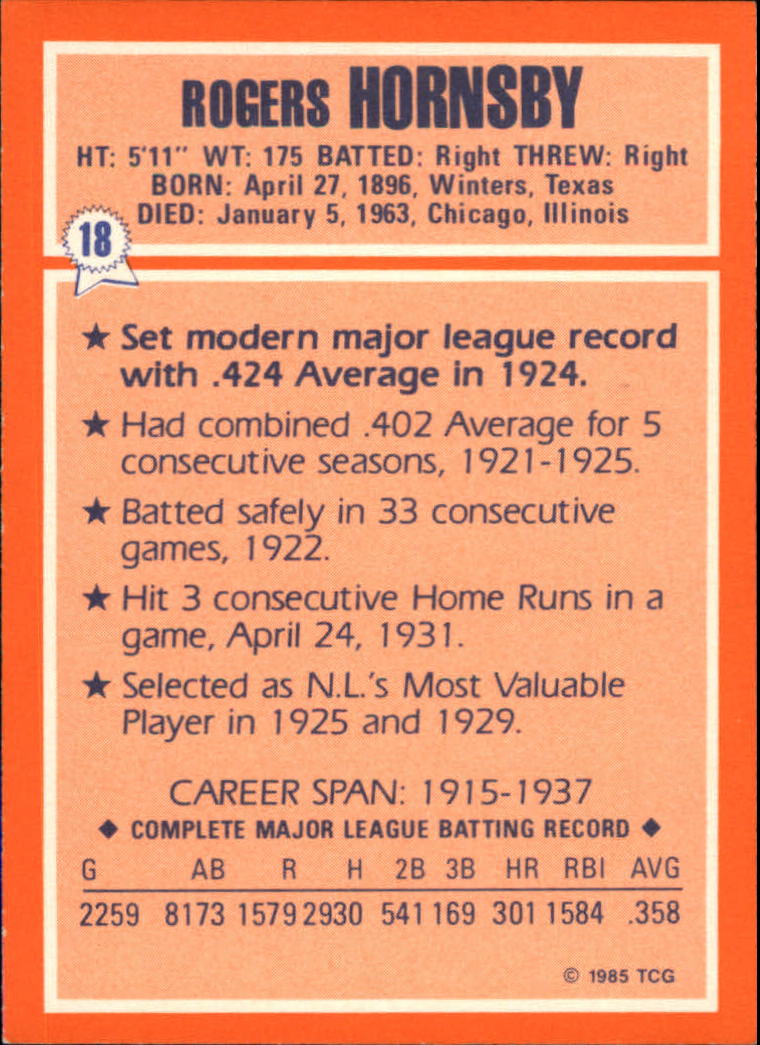 ROGERS HORNSBY
HT: 5'11" WT: 175 BATTED: Right THREW: Right
BORN: April 27, 1896, Winters, Texas
DIED: January 5, 1963, Chicago, Illinois
18
★ Set modern major league record
with .424 Average in 1924.
★ Had combined .402 Average for 5
consecutive seasons, 1921-1925.
★ Batted safely in 33 consecutive
games, 1922.
★ Hit 3 consecutive Home Runs in a
game, April 24, 1931.
★ Selected as N.L.'s Most Valuable
Player in 1925 and 1929.
CAREER SPAN: 1915-1937
◆ COMPLETE MAJOR LEAGUE BATTING RECORD ◆
G AB R H 2B 3B HR RBI AVG
2259 8173 1579 2930 541 169 301 1584 .358
© 1985 TCG